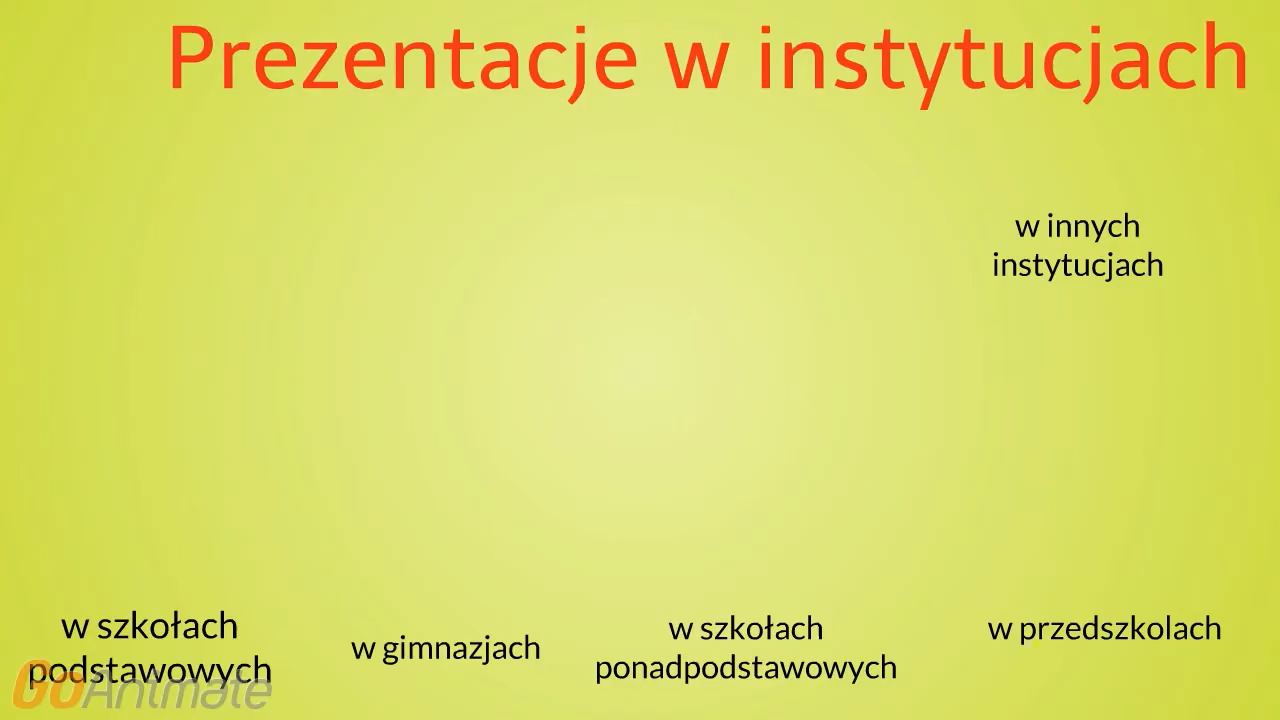 Prezentacje w instytucjach
w innych
instytucjach
w szkołach
podstawowych
w gimnazjach
w szkołach
ponadpodstawowych
w przedszkolach
GoAnimate